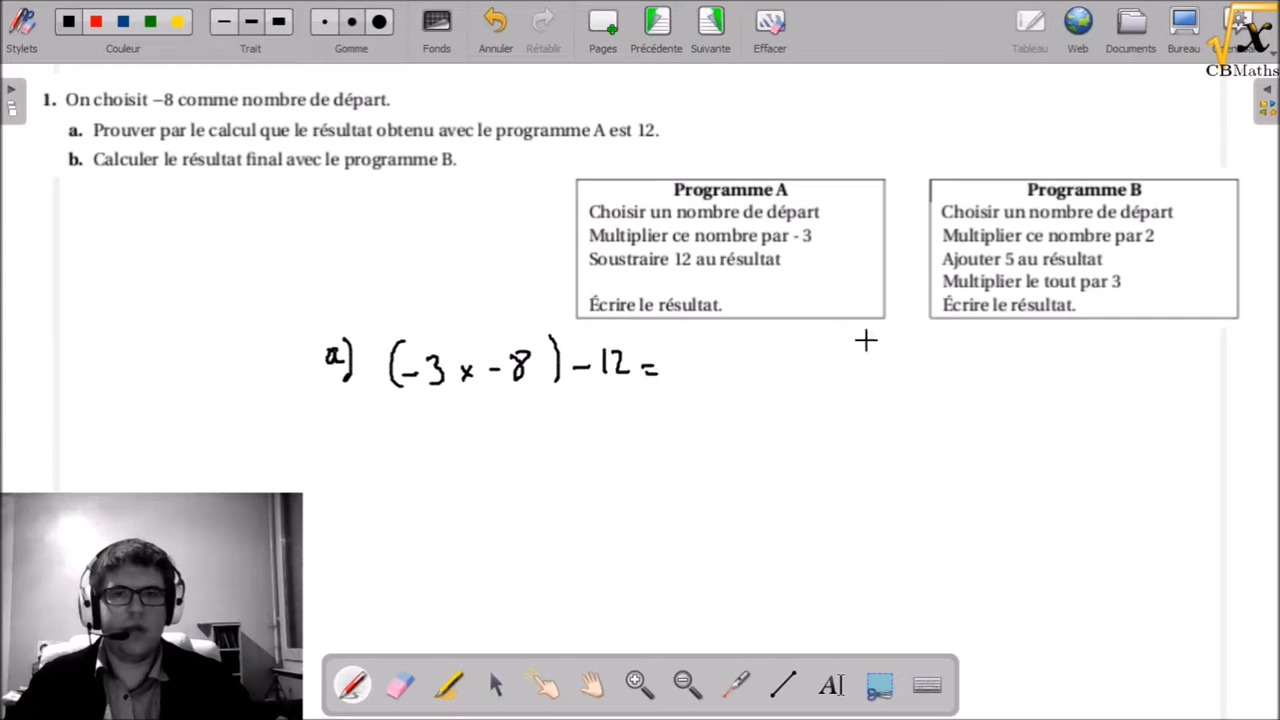 Stylets
Couleur
Trait
Gomme
Fonds
Annuler
Rétablir
Pages
Précédente
Suivante
Effacer
Tableau
Web
Documents
Bureau
√x
CBMaths
1. On choisit −8 comme nombre de départ.
a. Prouver par le calcul que le résultat obtenu avec le programme A est 12.
b. Calculer le résultat final avec le programme B.
Programme A
Choisir un nombre de départ
Multiplier ce nombre par - 3
Soustraire 12 au résultat
Écrire le résultat.
Programme B
Choisir un nombre de départ
Multiplier ce nombre par 2
Ajouter 5 au résultat
Multiplier le tout par 3
Écrire le résultat.
a) (-3 × -8) - 12 =
AI